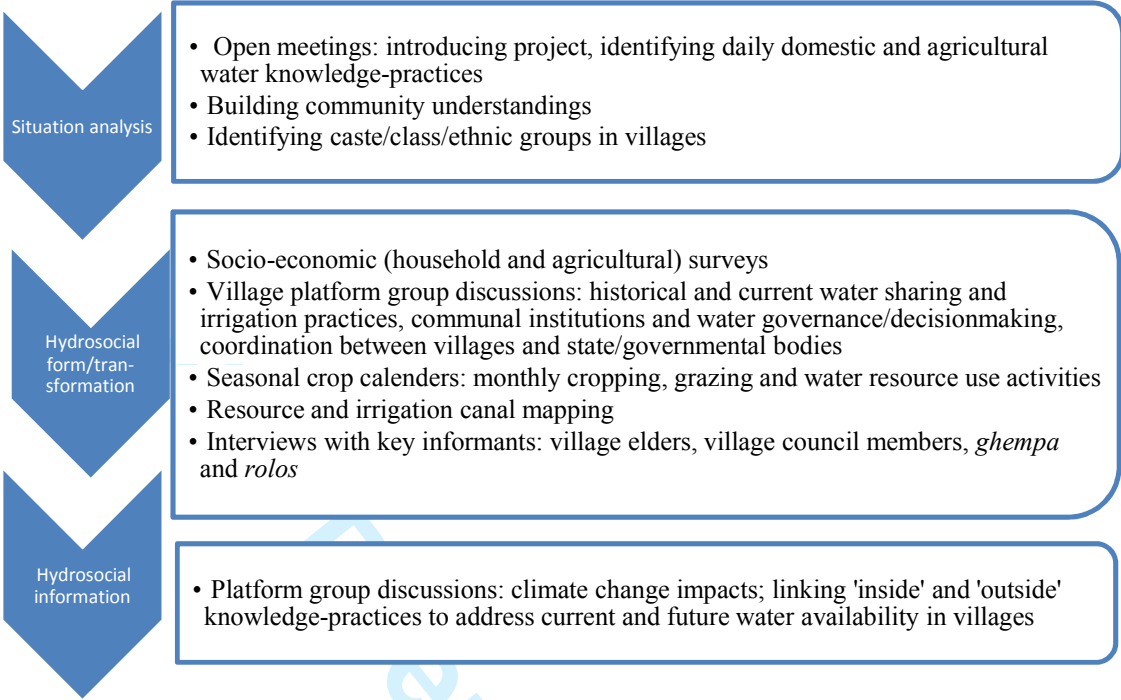 Situation analysis
• Open meetings: introducing project, identifying daily domestic and agricultural
water knowledge-practices
• Building community understandings
• Identifying caste/class/ethnic groups in villages
Hydrosocial
form/tran-
sformation
• Socio-economic (household and agricultural) surveys
• Village platform group discussions: historical and current water sharing and
irrigation practices, communal institutions and water governance/decisionmaking,
coordination between villages and state/governmental bodies
• Seasonal crop calenders: monthly cropping, grazing and water resource use activities
• Resource and irrigation canal mapping
• Interviews with key informants: village elders, village council members, ghempa
and rolos
Hydrosocial
information
• Platform group discussions: climate change impacts; linking 'inside' and 'outside'
knowledge-practices to address current and future water availability in villages